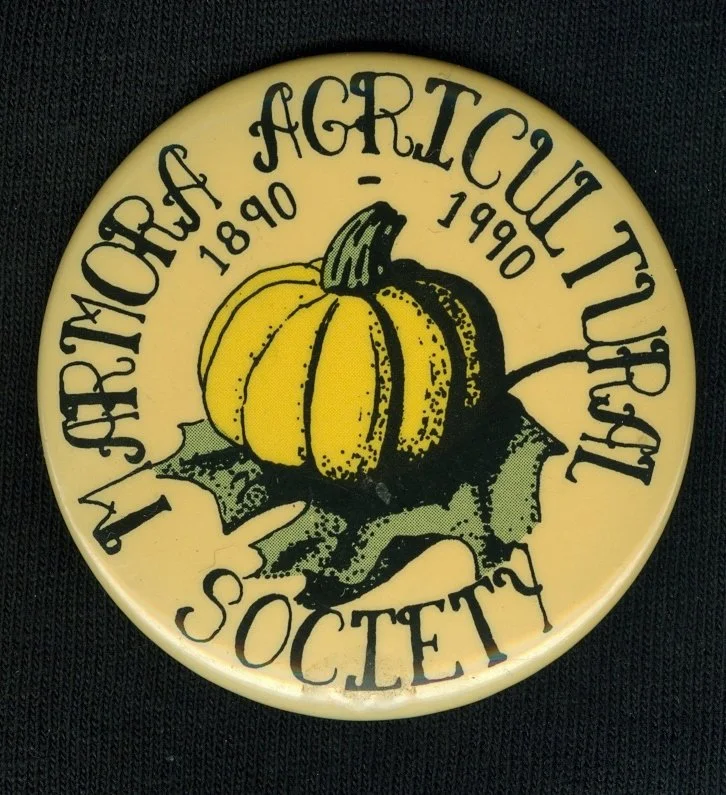 MARMORA AGRICULTURAL
1890 - 1990
SOCIETY